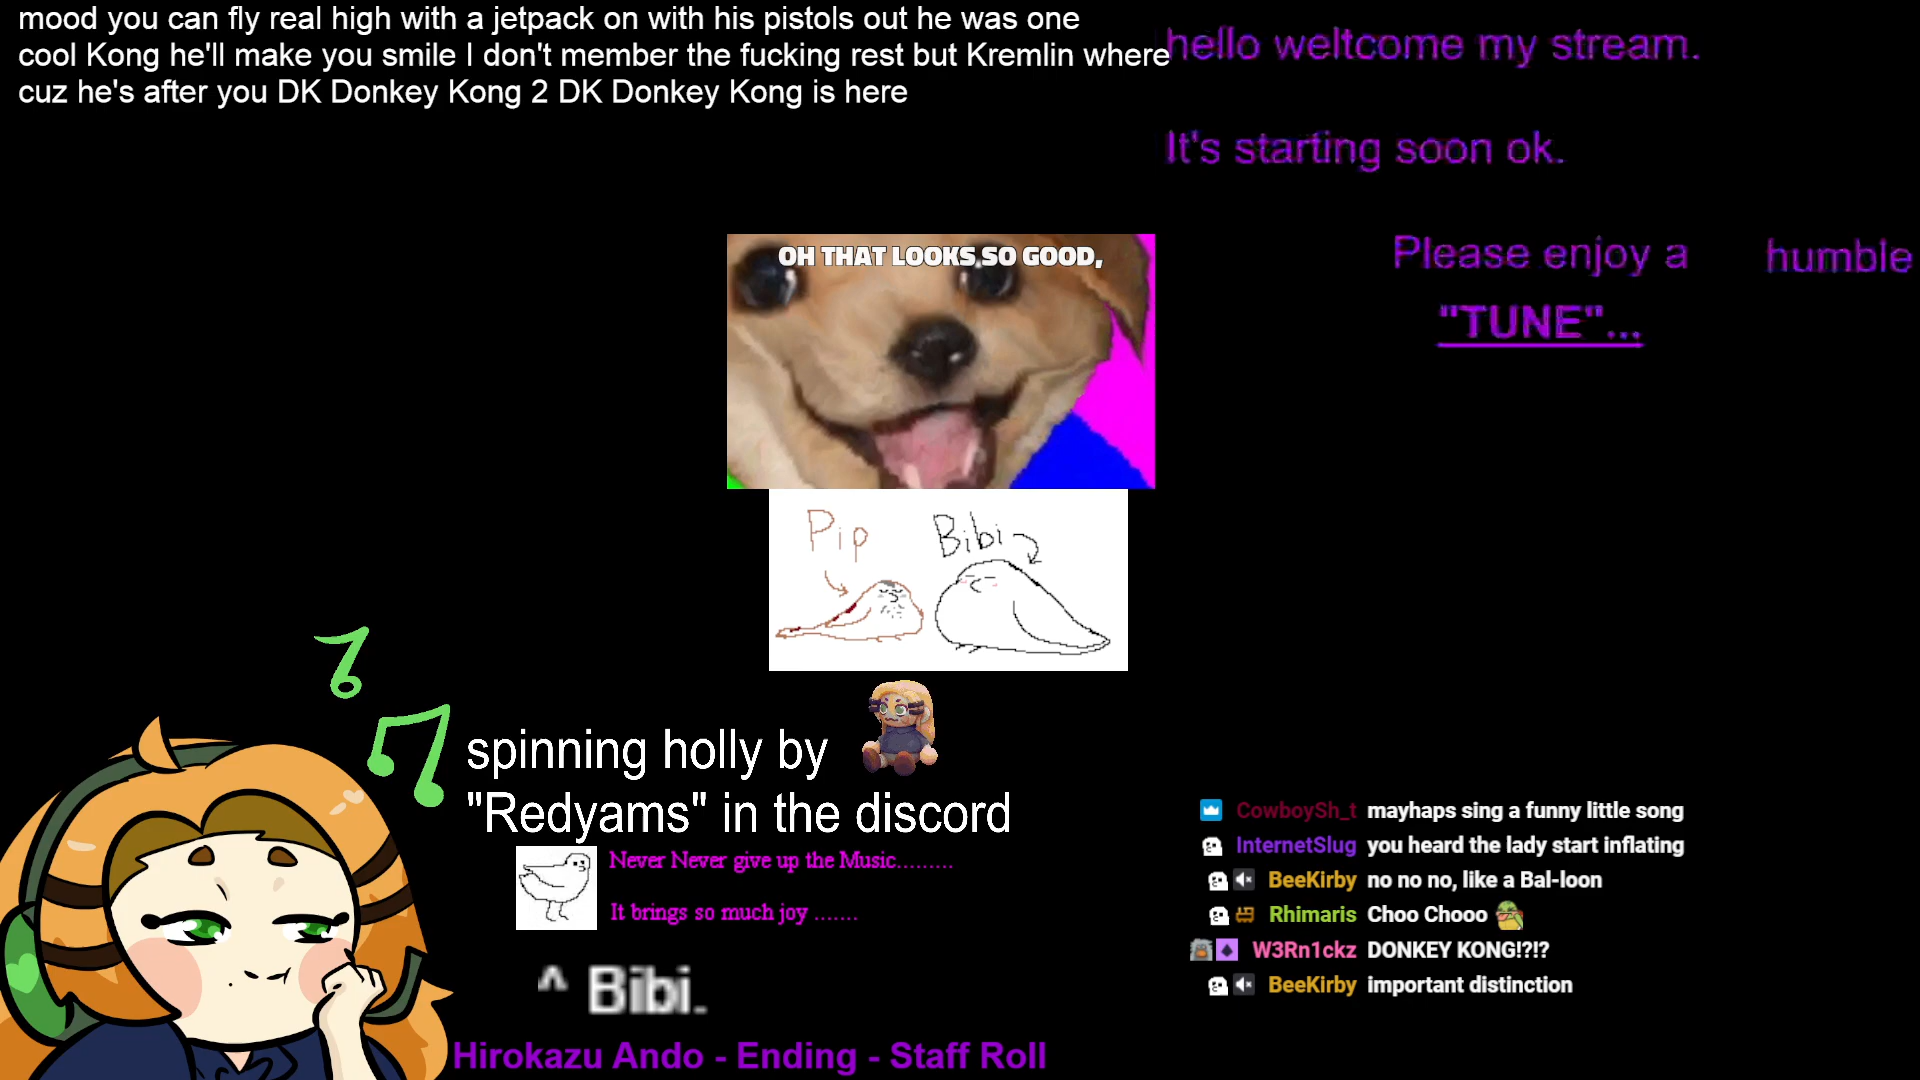 mood you can fly real high with a jetpack on with his pistols out he was one
cool Kong he'll make you smile I don't member the fucking rest but Kremlin where
cuz he's after you DK Donkey Kong 2 DK Donkey Kong is here
hello weltcome my stream.
It's starting soon ok.
Please enjoy a humble
"TUNE"...
OH THAT LOOKS SO GOOD,
Pip Bibi
spinning holly by
"Redyams" in the discord
Never Never give up the Music.........
It brings so much joy .......
^ Bibi.
Hirokazu Ando - Ending - Staff Roll
CowboySh_t mayhaps sing a funny little song
InternetSlug you heard the lady start inflating
BeeKirby no no no, like a Bal-loon
Rhimaris Choo Chooo
W3Rn1ckz DONKEY KONG!?!?
BeeKirby important distinction